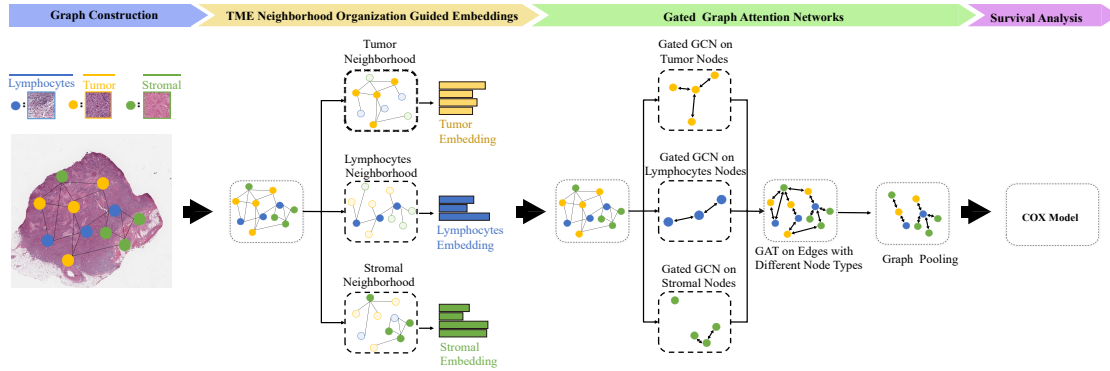 Graph Construction
TME Neighborhood Organization Guided Embeddings
Gated Graph Attention Networks
Survival Analysis
Lymphocytes
Tumor
Stromal
:
:
:
Tumor
Neighborhood
Tumor
Embedding
Lymphocytes
Neighborhood
Lymphocytes
Embedding
Stromal
Neighborhood
Stromal
Embedding
Gated GCN on
Tumor Nodes
Gated GCN on
Lymphocytes Nodes
Gated GCN on
Stromal Nodes
GAT on Edges with
Different Node Types
Graph Pooling
COX Model